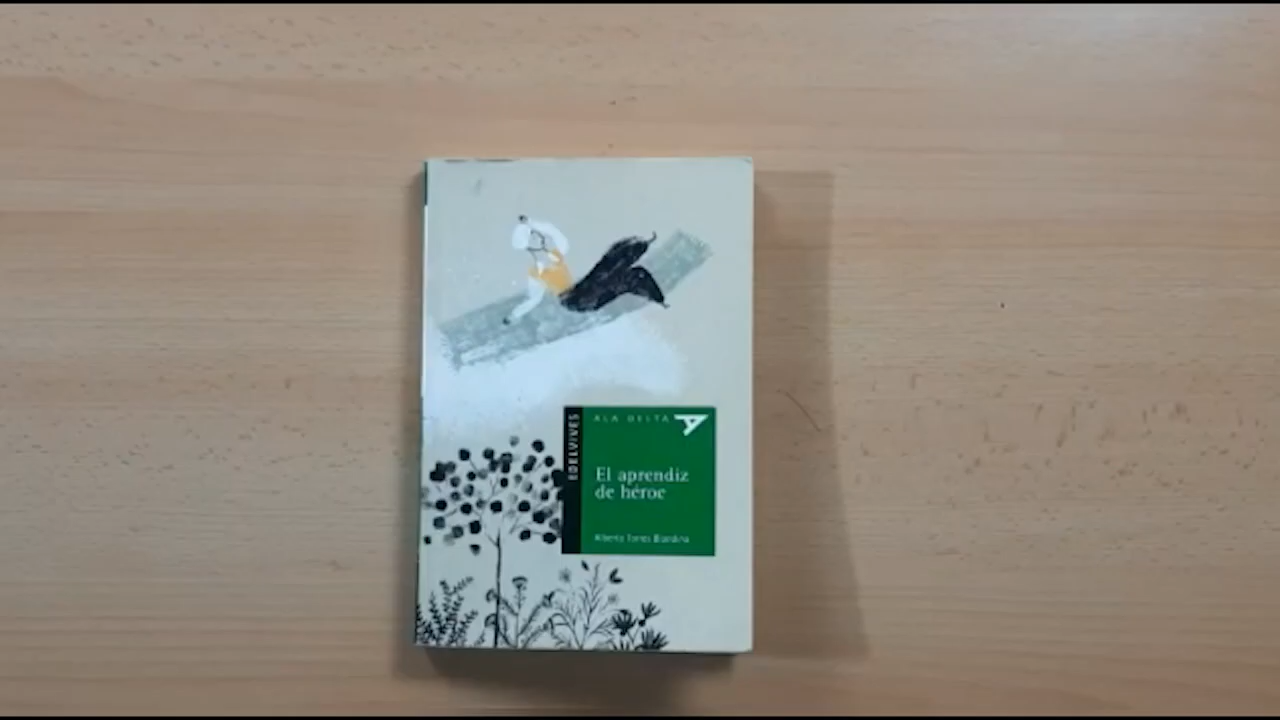 ALA DELTA
EDELVIVES
El aprendiz
de héroe
Alberto Torres Blandina